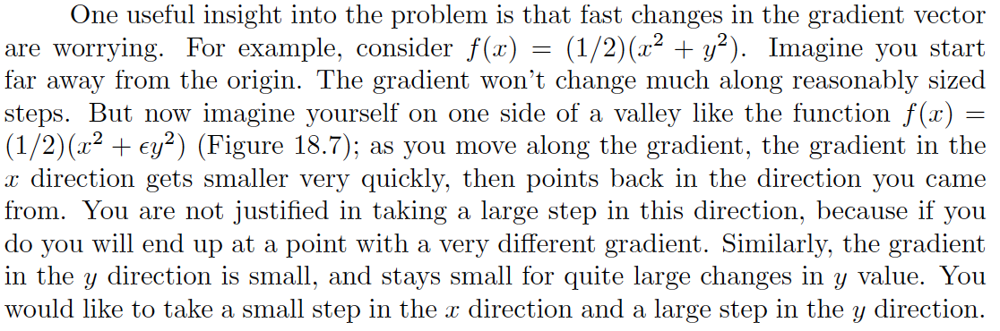 One useful insight into the problem is that fast changes in the gradient vector
are worrying. For example, consider f(x) = (1/2)(x² + y²). Imagine you start
far away from the origin. The gradient won't change much along reasonably sized
steps. But now imagine yourself on one side of a valley like the function f(x) =
(1/2)(x² + ϵy²) (Figure 18.7); as you move along the gradient, the gradient in the
x direction gets smaller very quickly, then points back in the direction you came
from. You are not justified in taking a large step in this direction, because if you
do you will end up at a point with a very different gradient. Similarly, the gradient
in the y direction is small, and stays small for quite large changes in y value. You
would like to take a small step in the x direction and a large step in the y direction.